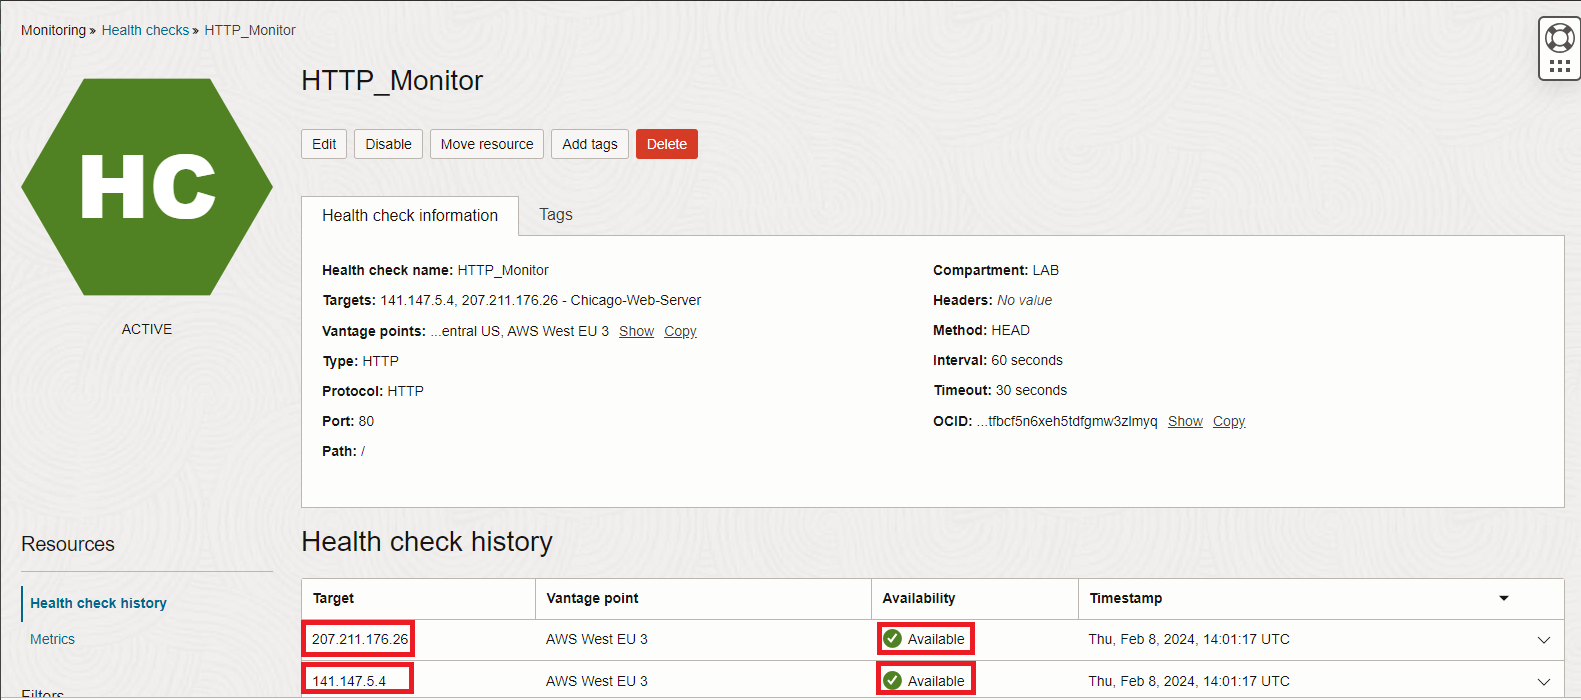 Monitoring » Health checks » HTTP_Monitor
HC
ACTIVE
HTTP_Monitor
Edit Disable Move resource Add tags Delete
Health check information Tags
Health check name: HTTP_Monitor
Targets: 141.147.5.4, 207.211.176.26 - Chicago-Web-Server
Vantage points: ...entral US, AWS West EU 3 Show Copy
Type: HTTP
Protocol: HTTP
Port: 80
Path: /
Compartment: LAB
Headers: No value
Method: HEAD
Interval: 60 seconds
Timeout: 30 seconds
OCID: ...tfbcf5n6xeh5tdfgmw3zlmyq Show Copy
Resources
Health check history
Metrics
Filters
Health check history
Target Vantage point Availability Timestamp
207.211.176.26 AWS West EU 3 Available Thu, Feb 8, 2024, 14:01:17 UTC
141.147.5.4 AWS West EU 3 Available Thu, Feb 8, 2024, 14:01:17 UTC